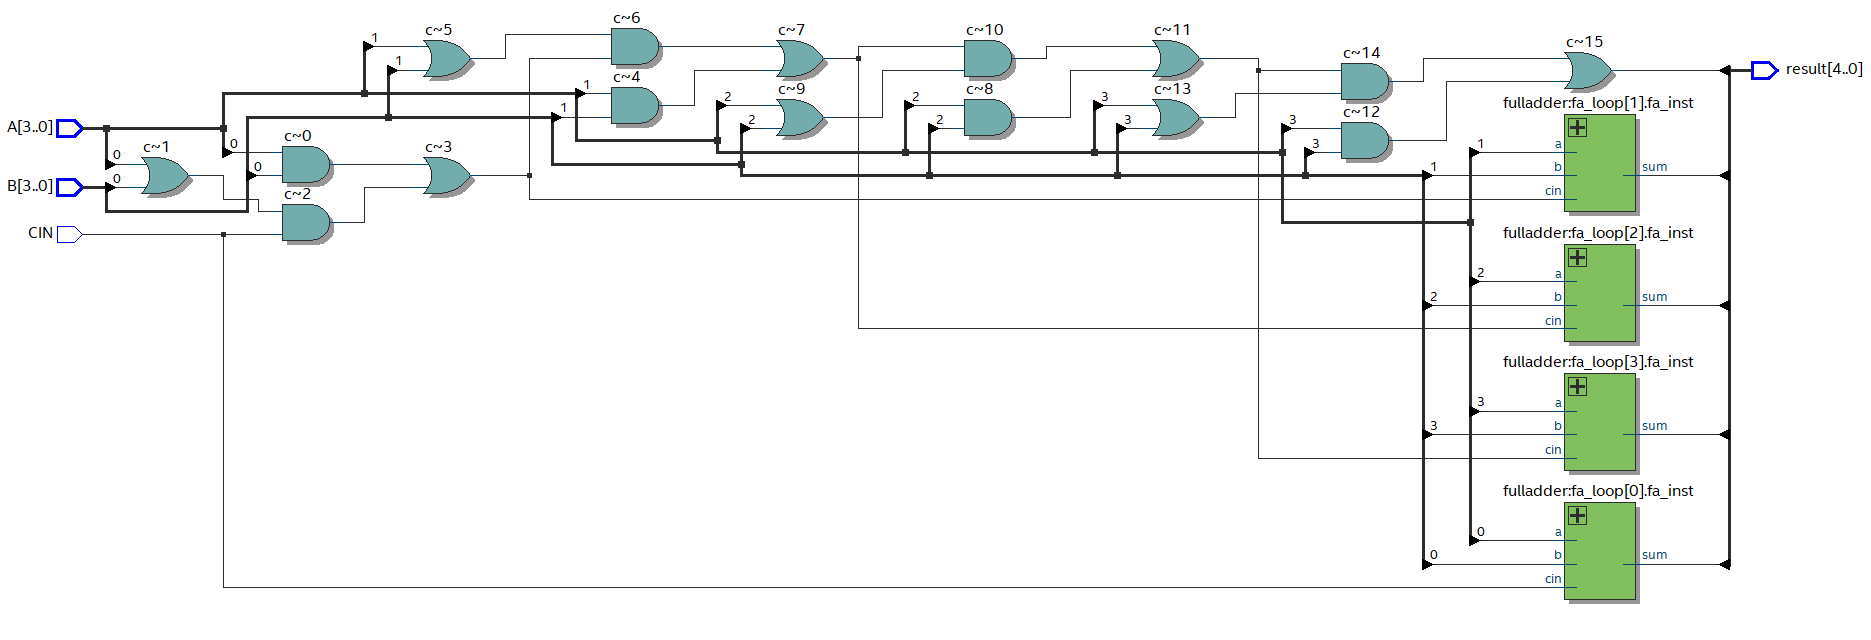 c~6
c~5
c~7
c~10
c~11
c~15
1
c~14
1
c~4
result[4..0]
1
c~9
c~8
c~13
fulladder:fa_loop[1].fa_inst
1
2
2
3
c~12
A[3..0]
c~0
2
2
3
3
c~1
0
c~3
3
1
a
0
0
1
b
sum
B[3..0]
0
c~2
cin
CIN
fulladder:fa_loop[2].fa_inst
2
a
2
b
sum
cin
fulladder:fa_loop[3].fa_inst
3
a
3
b
sum
cin
fulladder:fa_loop[0].fa_inst
0
a
0
b
sum
cin